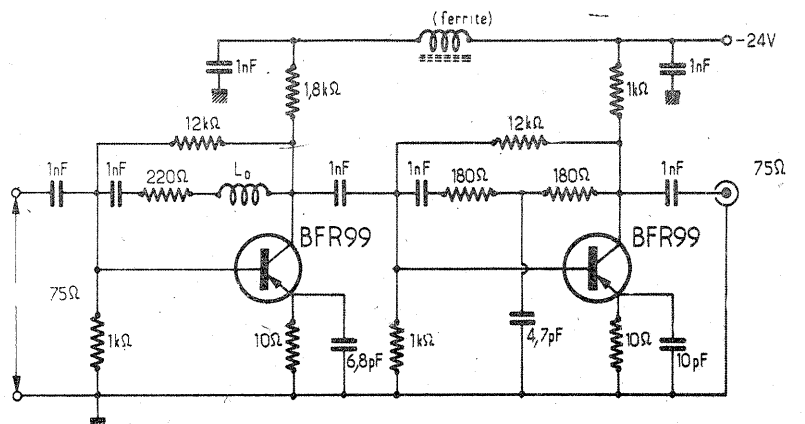 (ferrite)
-24V
1nF
1,8kΩ
1kΩ
1nF
12kΩ
12kΩ
1nF
1nF
220Ω
L₀
1nF
1nF
180Ω
180Ω
1nF
75Ω
BFR99
BFR99
75Ω
1kΩ
10Ω
6,8pF
1kΩ
4,7pF
10Ω
10pF